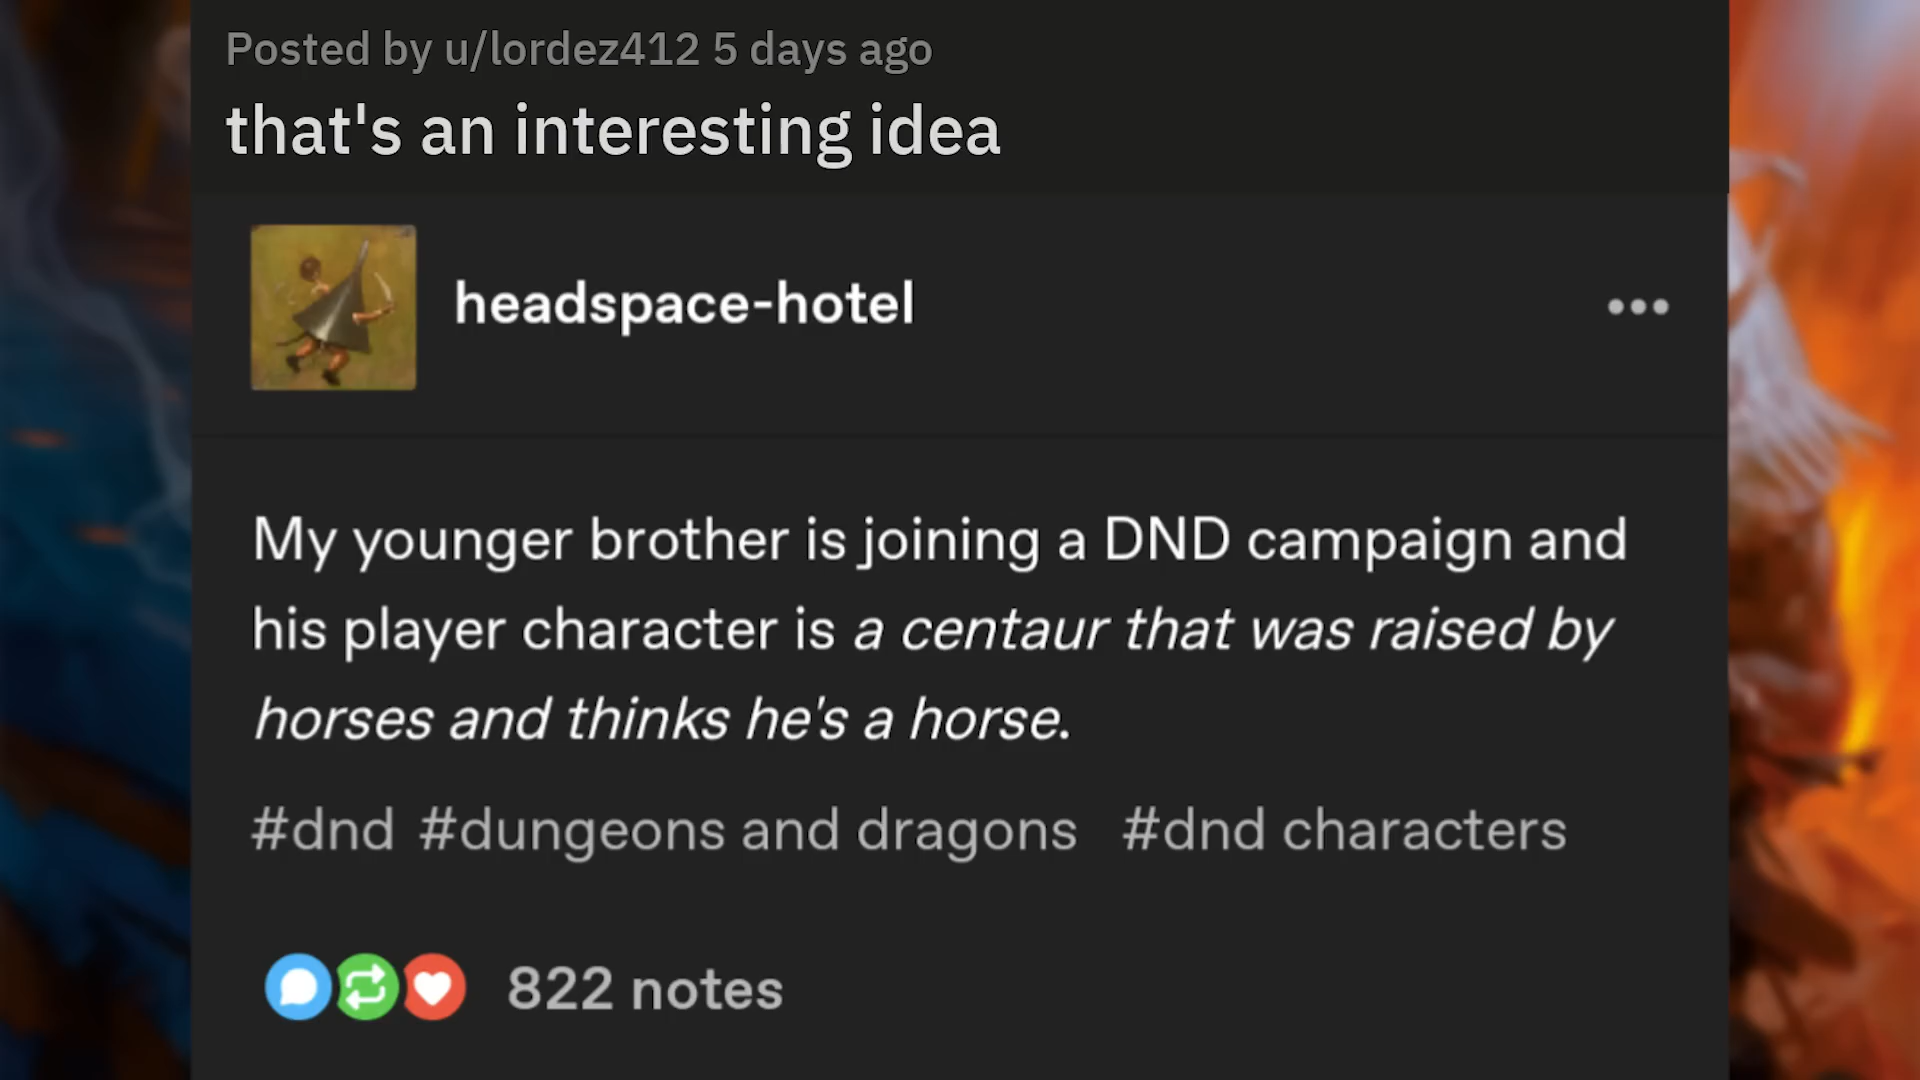 Posted by u/lordez412 5 days ago
that's an interesting idea
headspace-hotel
My younger brother is joining a DND campaign and
his player character is a centaur that was raised by
horses and thinks he's a horse.
#dnd #dungeons and dragons #dnd characters
822 notes